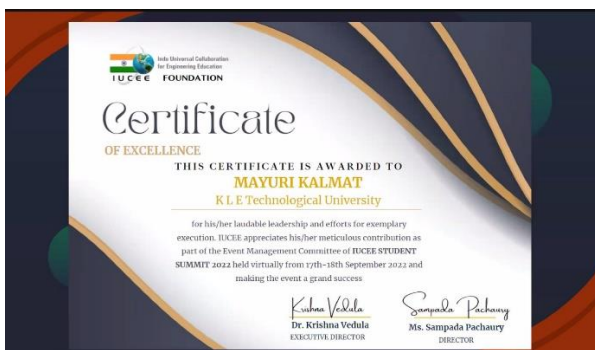 Indo Universal Collaboration
for Engineering Education
IUCEE FOUNDATION
Certificate
OF EXCELLENCE
THIS CERTIFICATE IS AWARDED TO
MAYURI KALMAT
K L E Technological University
for his/her laudable leadership and efforts for exemplary
execution. IUCEE appreciates his/her meticulous contribution as
part of the Event Management Committee of IUCEE STUDENT
SUMMIT 2022 held virtually from 17th-18th September 2022 and
making the event a grand success
Krishna Vedula Sampada Pachaury
Dr. Krishna Vedula Ms. Sampada Pachaury
EXECUTIVE DIRECTOR DIRECTOR